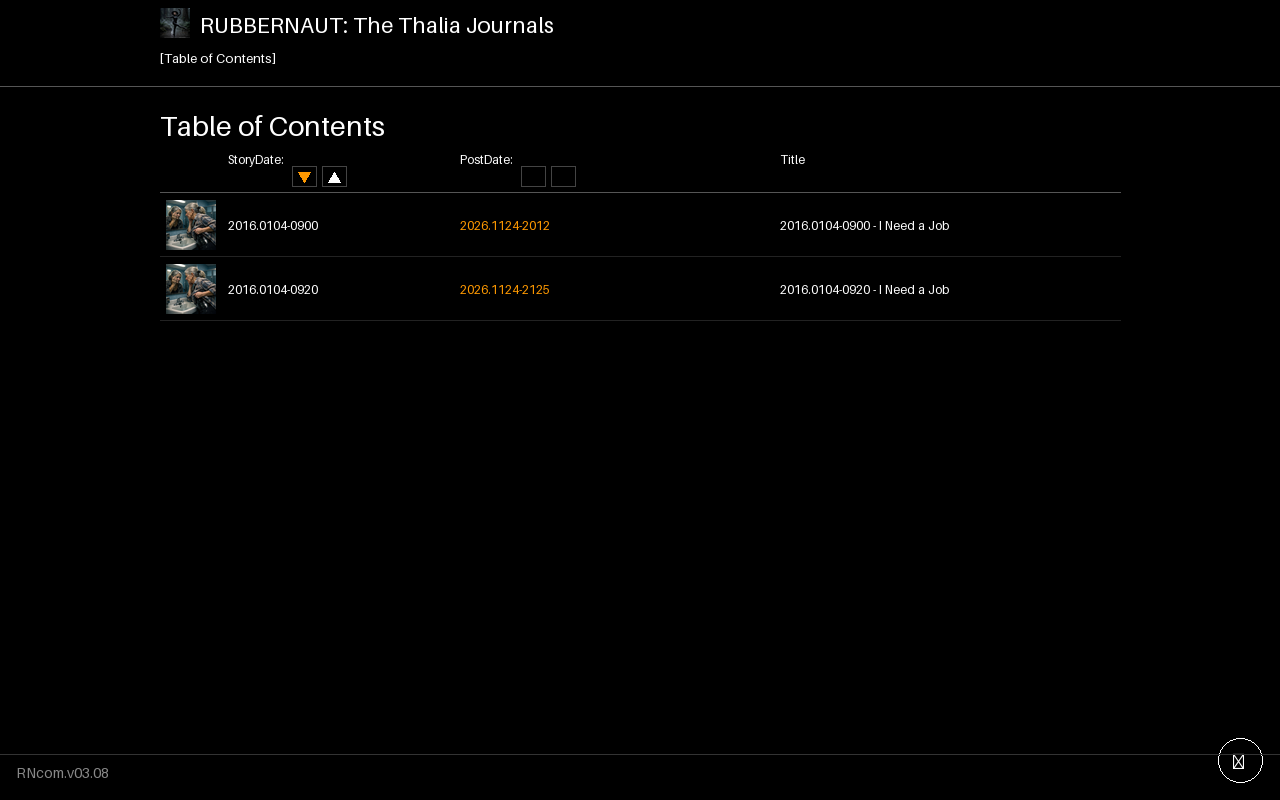 RUBBERNAUT: The Thalia Journals
[Table of Contents]
Table of Contents
StoryDate: ▼ ▲ PostDate: Title
2016.0104-0900 2026.1124-2012 2016.0104-0900 - I Need a Job
2016.0104-0920 2026.1124-2125 2016.0104-0920 - I Need a Job
RNcom.v03.08